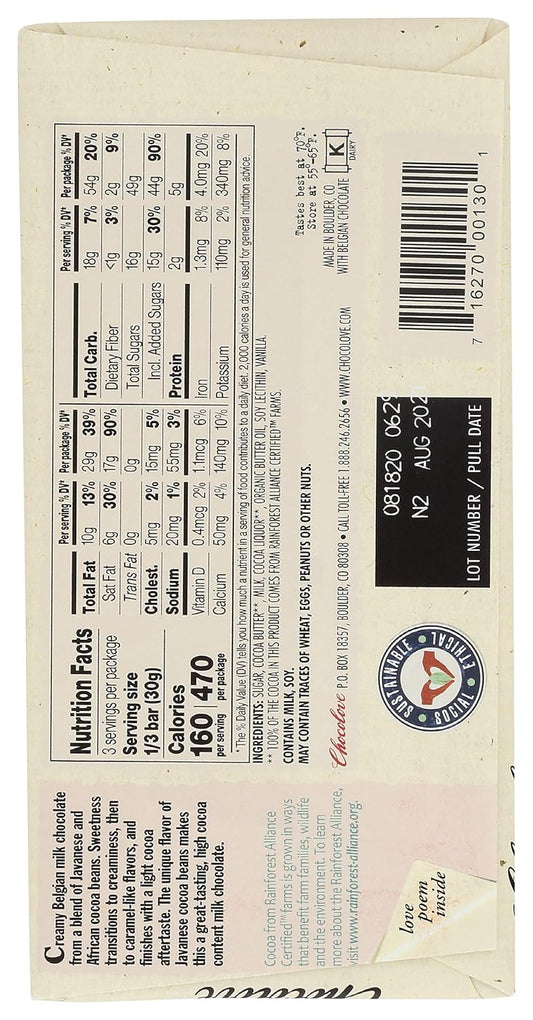 Creamy Belgian milk chocolate
from a blend of Javanese and
African cocoa beans. Sweetness
transitions to creaminess, then
to caramel-like flavors, and
finishes with a light cocoa
aftertaste. The unique flavor of
Javanese cocoa beans makes
this a great-tasting, high cocoa
content milk chocolate.
Cocoa from Rainforest Alliance
Certified™ farms is grown in ways
that benefit farm families, wildlife
and the environment. To learn
more about the Rainforest Alliance,
visit www.rainforest-alliance.org.
love
poem
inside
Nutrition Facts
3 servings per package
Serving size
1/3 bar (30g)
Calories
160 470
per serving per package
Per serving % DV* Per package % DV*
Total Fat 10g 13% 29g 39%
Sat Fat 6g 30% 17g 90%
Trans Fat 0g 0g
Cholest. 5mg 2% 15mg 5%
Sodium 20mg 1% 55mg 3%
Vitamin D 0.4mcg 2% 1.1mcg 6%
Calcium 50mg 4% 140mg 10%
Per serving % DV* Per package % DV*
Total Carb. 18g 7% 54g 20%
Dietary Fiber <1g 3% 2g 9%
Total Sugars 16g 49g
Incl. Added Sugars 15g 30% 44g 90%
Protein 2g 5g
Iron 1.3mg 8% 4.0mg 20%
Potassium 110mg 2% 340mg 8%
*The % Daily Value (DV) tells you how much a nutrient in a serving of food contributes to a daily diet. 2,000 calories a day is used for general nutrition advice.
INGREDIENTS: SUGAR, COCOA BUTTER**, MILK, COCOA LIQUOR**, ORGANIC BUTTER OIL, SOY LECITHIN, VANILLA.
** 100% OF THE COCOA IN THIS PRODUCT COMES FROM RAINFOREST ALLIANCE CERTIFIED™ FARMS.
CONTAINS MILK, SOY.
MAY CONTAIN TRACES OF WHEAT, EGGS, PEANUTS OR OTHER NUTS.
Tastes best at 70°F.
Store at 55°-65°F.
MADE IN BOULDER, CO
WITH BELGIAN CHOCOLATE
K
DAIRY
Chocolove P.O. BOX 18357, BOULDER, CO 80308 • CALL TOLL-FREE 1.888.246.2656 • WWW.CHOCOLOVE.COM
SUSTAINABLE • ETHICAL • SOCIAL •
081820 062
N2 AUG 202
LOT NUMBER / PULL DATE
7 16270 00130 1